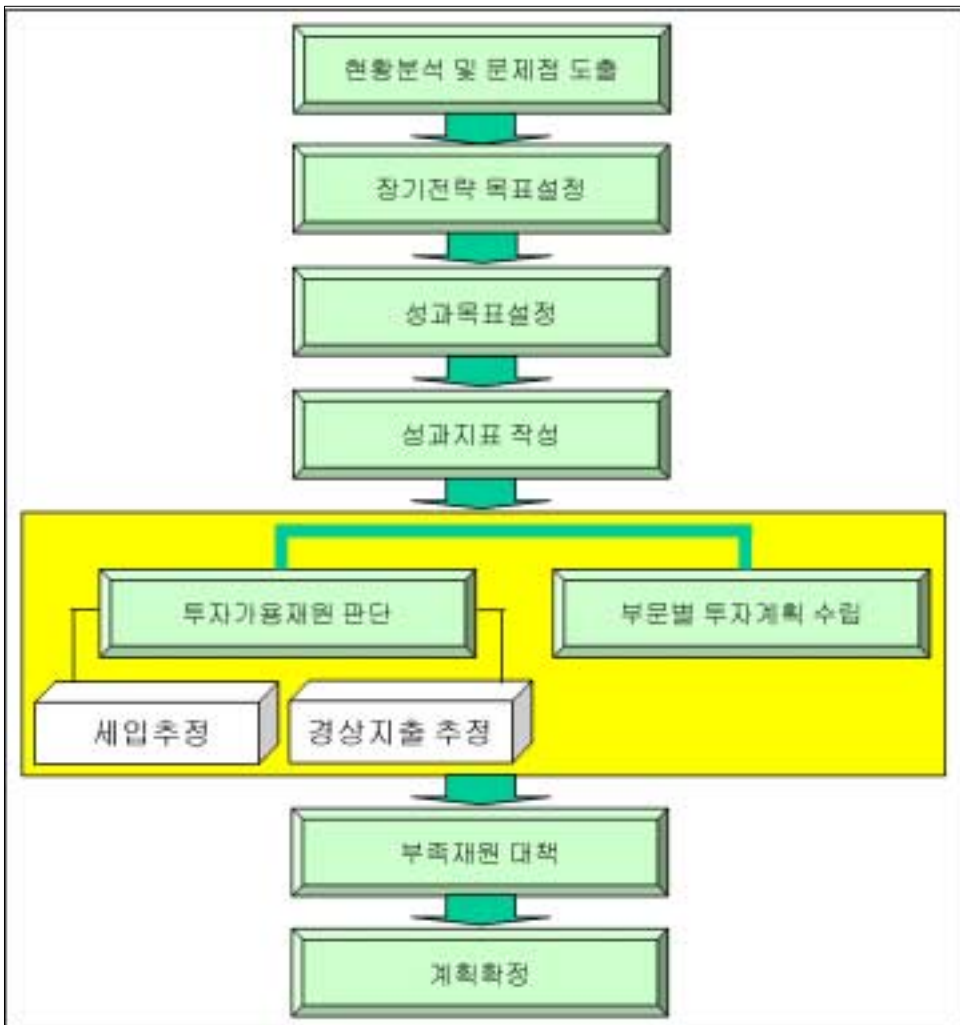 현황분석 및 문제점 도출
장기전략 목표설정
성과목표설정
성과지표 작성
투자가용재원 판단
부문별 투자계획 수립
세입추정
경상지출 추정
부족재원 대책
계획확정